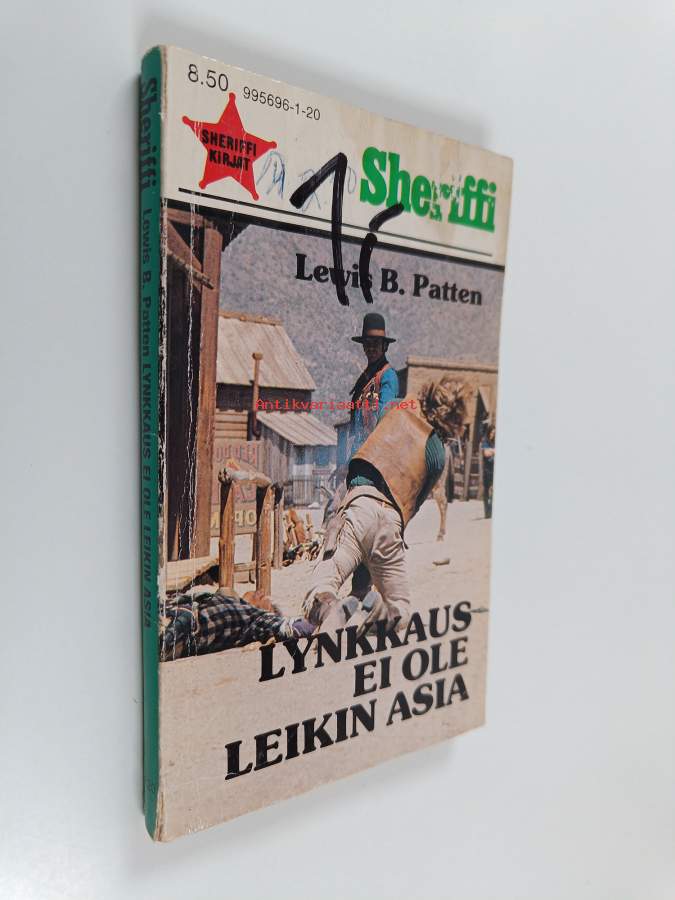 8.50 995696-1-20
SHERIFFI
KIRJAT
Sheriffi
Lewis B. Patten
Antikvariaatti.net
LYNKKAUS
EI OLE
LEIKIN ASIA
Sheriffi Lewis B. Patten LYNKKAUS EI OLE LEIKIN ASIA